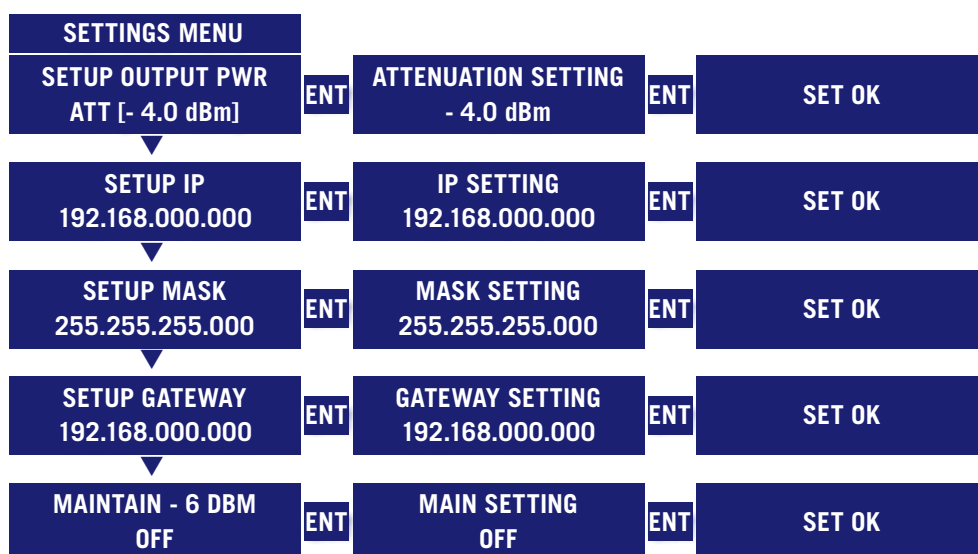 SETTINGS MENU
SETUP OUTPUT PWR
ATT [- 4.0 dBm]
ENT
ATTENUATION SETTING
- 4.0 dBm
ENT
SET OK
SETUP IP
192.168.000.000
ENT
IP SETTING
192.168.000.000
ENT
SET OK
SETUP MASK
255.255.255.000
ENT
MASK SETTING
255.255.255.000
ENT
SET OK
SETUP GATEWAY
192.168.000.000
ENT
GATEWAY SETTING
192.168.000.000
ENT
SET OK
MAINTAIN - 6 DBM
OFF
ENT
MAIN SETTING
OFF
ENT
SET OK